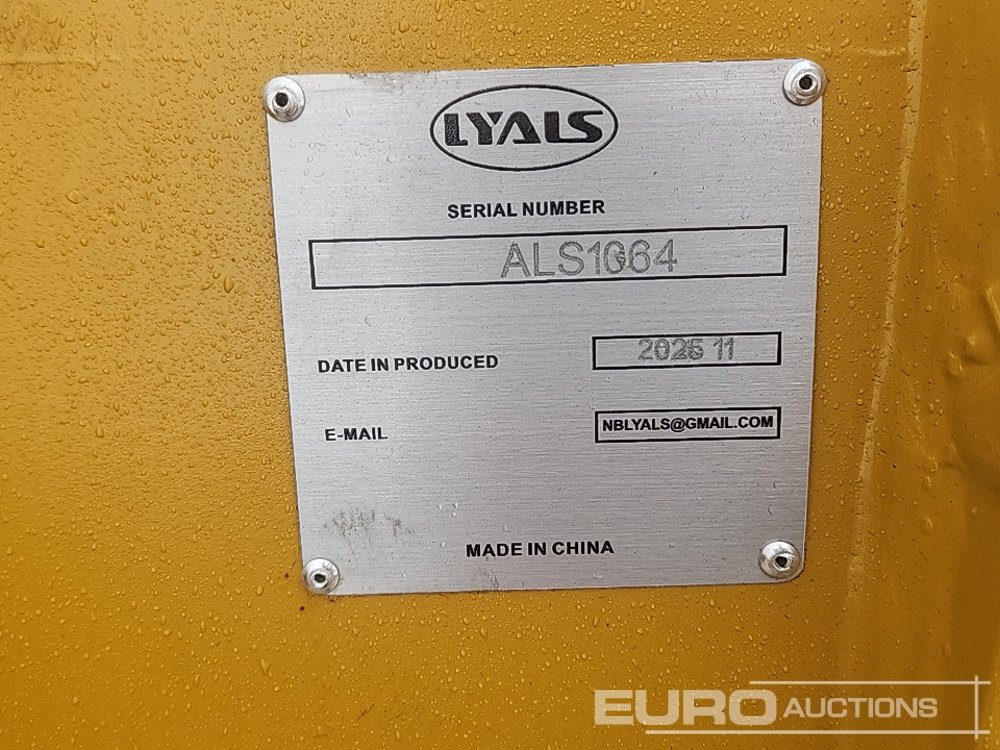 LYALS
SERIAL NUMBER
ALS1064
DATE IN PRODUCED
2025 11
E-MAIL
NBLYALS@GMAIL.COM
MADE IN CHINA
EURO AUCTIONS